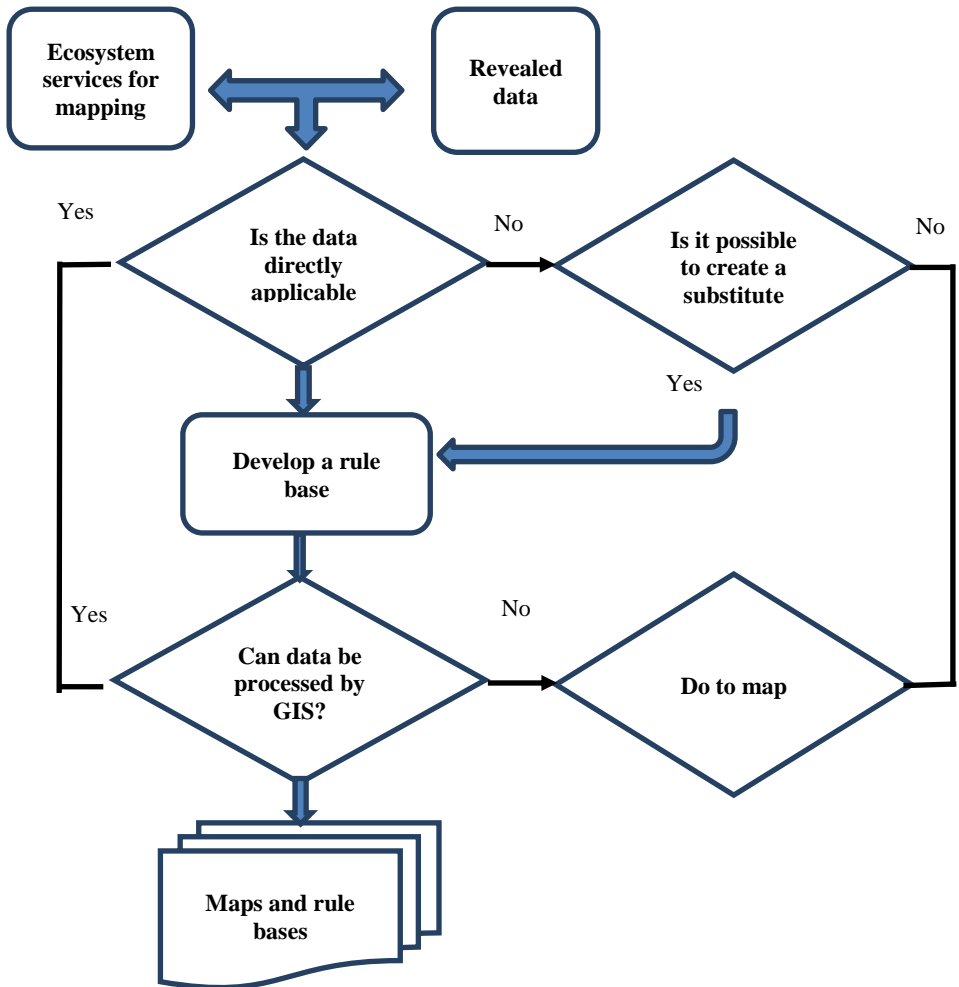 Ecosystem
services for
mapping
Revealed
data
Yes
Is the data
directly
applicable
No
Is it possible
to create a
substitute
No
Yes
Develop a rule
base
Yes
Can data be
processed by
GIS?
No
Do to map
Maps and rule
bases